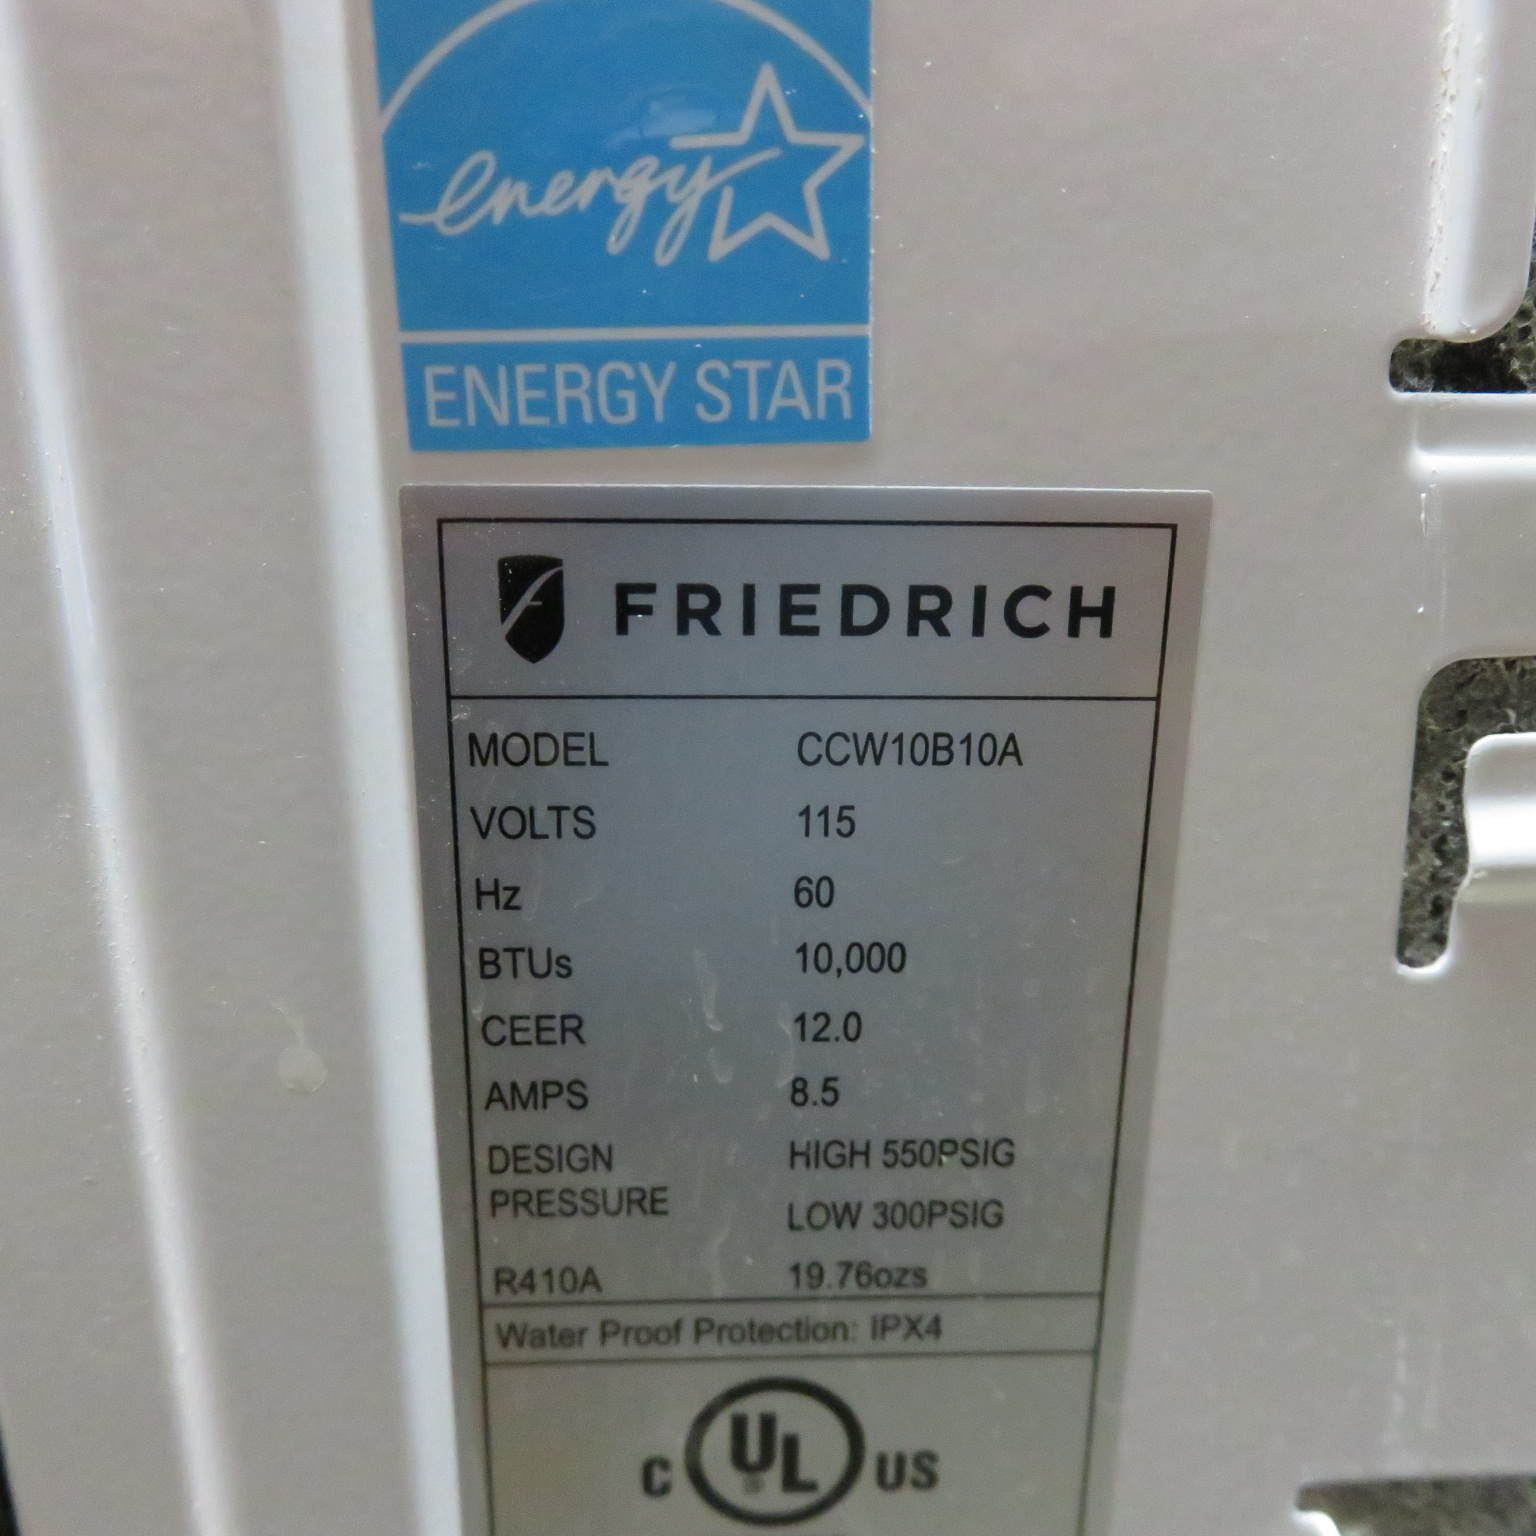 energy
ENERGY STAR
FRIEDRICH
MODEL CCW10B10A
VOLTS 115
Hz 60
BTUs 10,000
CEER 12.0
AMPS 8.5
DESIGN HIGH 550PSIG
PRESSURE LOW 300PSIG
R410A 19.76ozs
Water Proof Protection: IPX4
C UL US